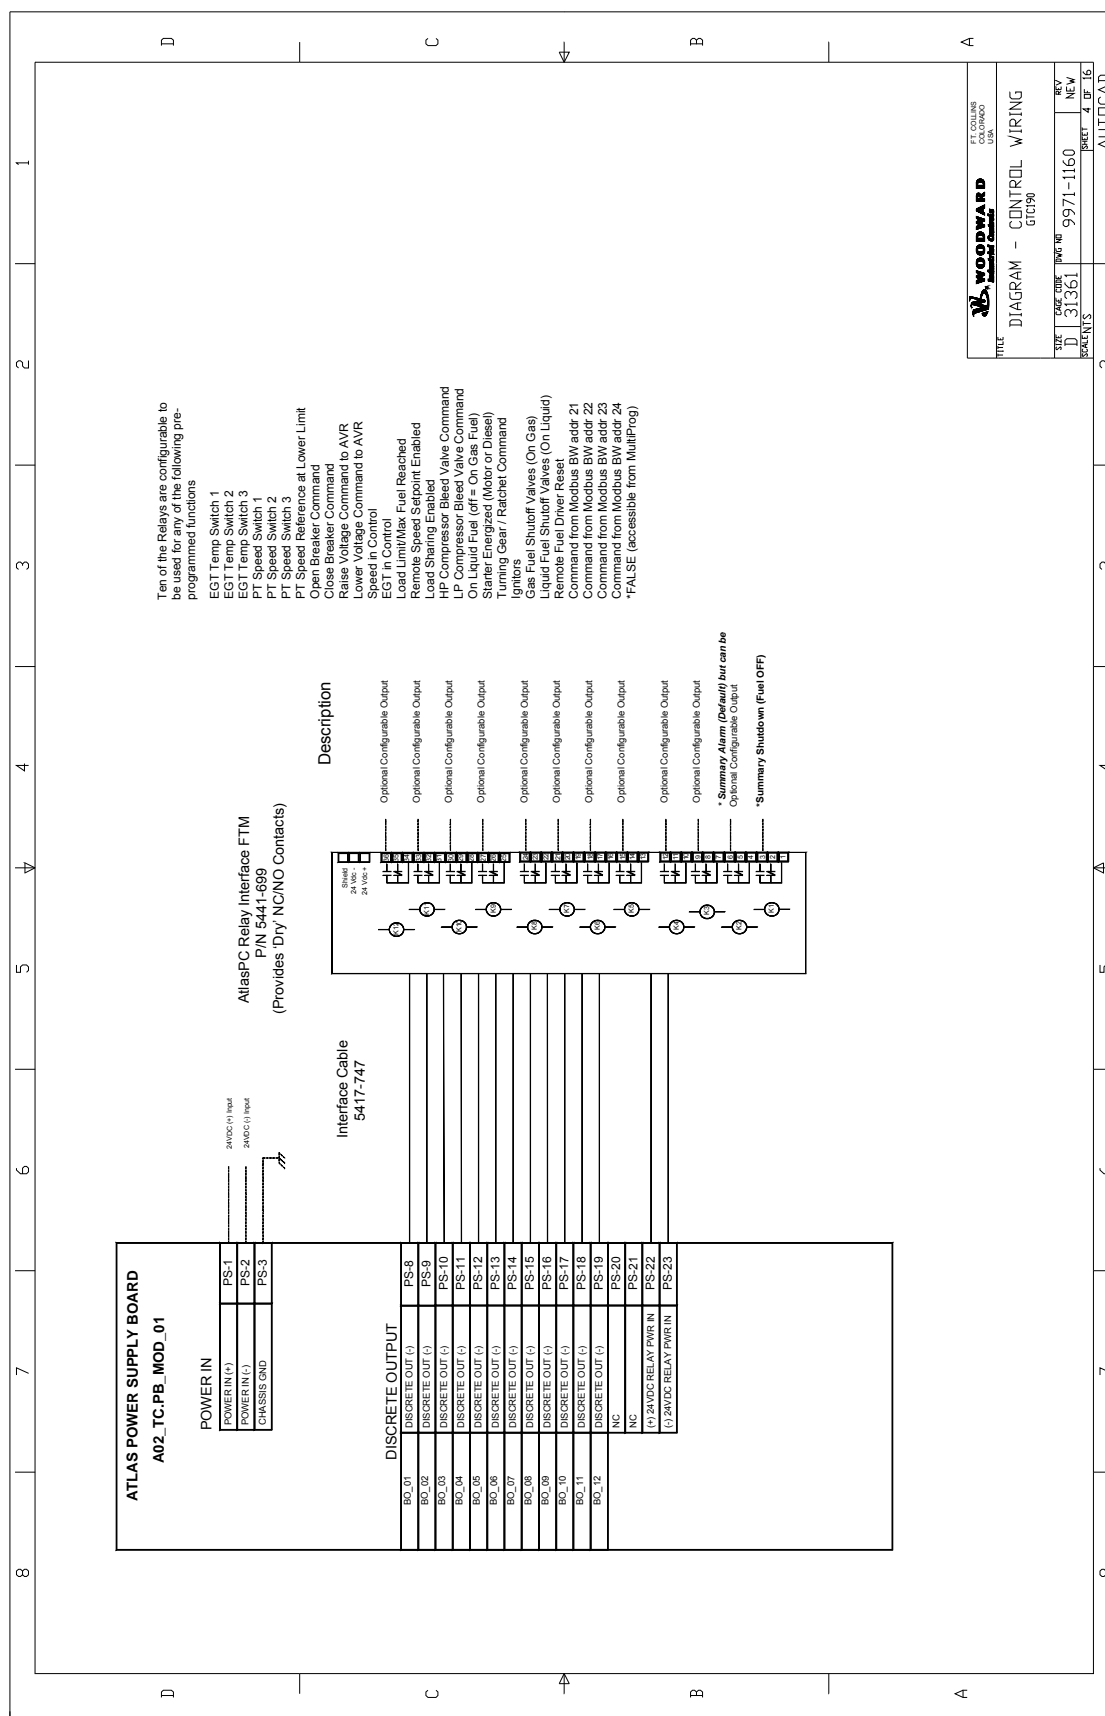 8
7
6
5
4
3
2
1
D
C
B
A
ATLAS POWER SUPPLY BOARD
A02_TC.PB_MOD_01
POWER IN
POWER IN (+) PS-1 24VDC (+) Input
POWER IN (-) PS-2 24VDC (-) Input
CHASSIS GND PS-3
DISCRETE OUTPUT
BO_01 DISCRETE OUT (-) PS-8
BO_02 DISCRETE OUT (-) PS-9
BO_03 DISCRETE OUT (-) PS-10
BO_04 DISCRETE OUT (-) PS-11
BO_05 DISCRETE OUT (-) PS-12
BO_06 DISCRETE OUT (-) PS-13
BO_07 DISCRETE OUT (-) PS-14
BO_08 DISCRETE OUT (-) PS-15
BO_09 DISCRETE OUT (-) PS-16
BO_10 DISCRETE OUT (-) PS-17
BO_11 DISCRETE OUT (-) PS-18
BO_12 DISCRETE OUT (-) PS-19
NC PS-20
NC PS-21
(+) 24VDC RELAY PWR IN PS-22
(-) 24VDC RELAY PWR IN PS-23
Interface Cable
5417-747
AtlasPC Relay Interface FTM
P/N 5441-699
(Provides 'Dry' NC/NO Contacts)
Shield
24 Vdc -
24 Vdc +
K9
K8
K7
K6
K5
K4
K3
K2
K1
Description
Optional Configurable Output
Optional Configurable Output
Optional Configurable Output
Optional Configurable Output
Optional Configurable Output
Optional Configurable Output
Optional Configurable Output
Optional Configurable Output
Optional Configurable Output
Optional Configurable Output
* Summary Alarm (Default) but can be
Optional Configurable Output
*Summary Shutdown (Fuel OFF)
Ten of the Relays are configurable to
be used for any of the following pre-
programmed functions
EGT Temp Switch 1
EGT Temp Switch 2
EGT Temp Switch 3
PT Speed Switch 1
PT Speed Switch 2
PT Speed Switch 3
PT Speed Reference at Lower Limit
Open Breaker Command
Close Breaker Command
Raise Voltage Command to AVR
Lower Voltage Command to AVR
Speed in Control
EGT in Control
Load Limit/Max Fuel Reached
Remote Speed Setpoint Enabled
Load Sharing Enabled
HP Compressor Bleed Valve Command
LP Compressor Bleed Valve Command
On Liquid Fuel (off = On Gas Fuel)
Starter Energized (Motor or Diesel)
Turning Gear / Ratchet Command
Ignitors
Gas Fuel Shutoff Valves (On Gas)
Liquid Fuel Shutoff Valves (On Liquid)
Remote Fuel Driver Reset
Command from Modbus BW addr 21
Command from Modbus BW addr 22
Command from Modbus BW addr 23
Command from Modbus BW addr 24
*FALSE (accessible from MultiProg)
WOODWARD
Industrial Controls
FT. COLLINS
COLORADO
USA
TITLE
DIAGRAM - CONTROL WIRING
GTC190
SIZE D
CAGE CODE 31361
DWG NO 9971-1160
REV NEW
SCALE NTS
SHEET 4 OF 16
AUTOCAD
D
C
B
A